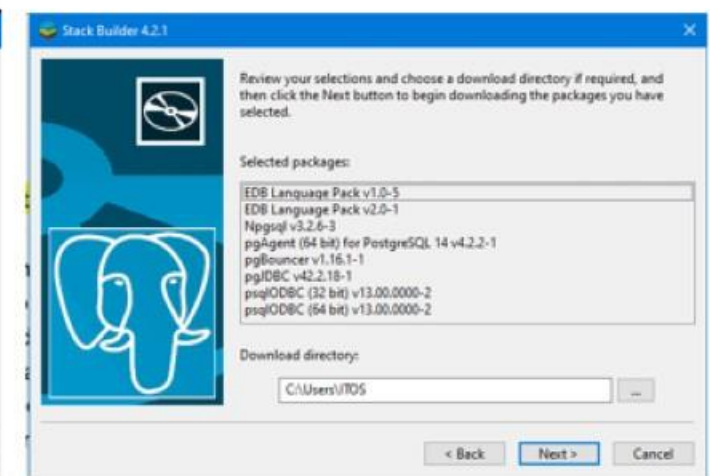 Stack Builder 4.2.1
Review your selections and choose a download directory if required, and
then click the Next button to begin downloading the packages you have
selected.
Selected packages:
EDB Language Pack v1.0-5
EDB Language Pack v2.0-1
Npgsql v3.2.6-3
pgAgent (64 bit) for PostgreSQL 14 v4.2.2-1
pgBouncer v1.16.1-1
pgJDBC v42.2.18-1
psqlODBC (32 bit) v13.00.0000-2
psqlODBC (64 bit) v13.00.0000-2
Download directory:
C:\Users\ITOS
...
< Back Next > Cancel